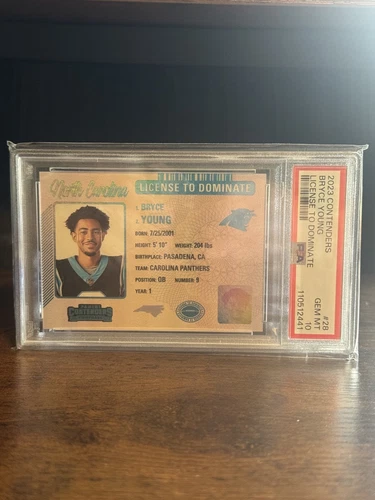 North Carolina
LICENSE TO DOMINATE
BRYCE
YOUNG
BORN: 7/25/2001
HEIGHT: 5' 10" WEIGHT: 204 lbs
BIRTHPLACE: PASADENA, CA
TEAM: CAROLINA PANTHERS
POSITION: QB NUMBER: 9
YEAR: 1
PANINI
CONTENDERS
2023 CONTENDERS #28
BRYCE YOUNG GEM MT
LICENSE TO DOMINATE 10
PSA 110512441